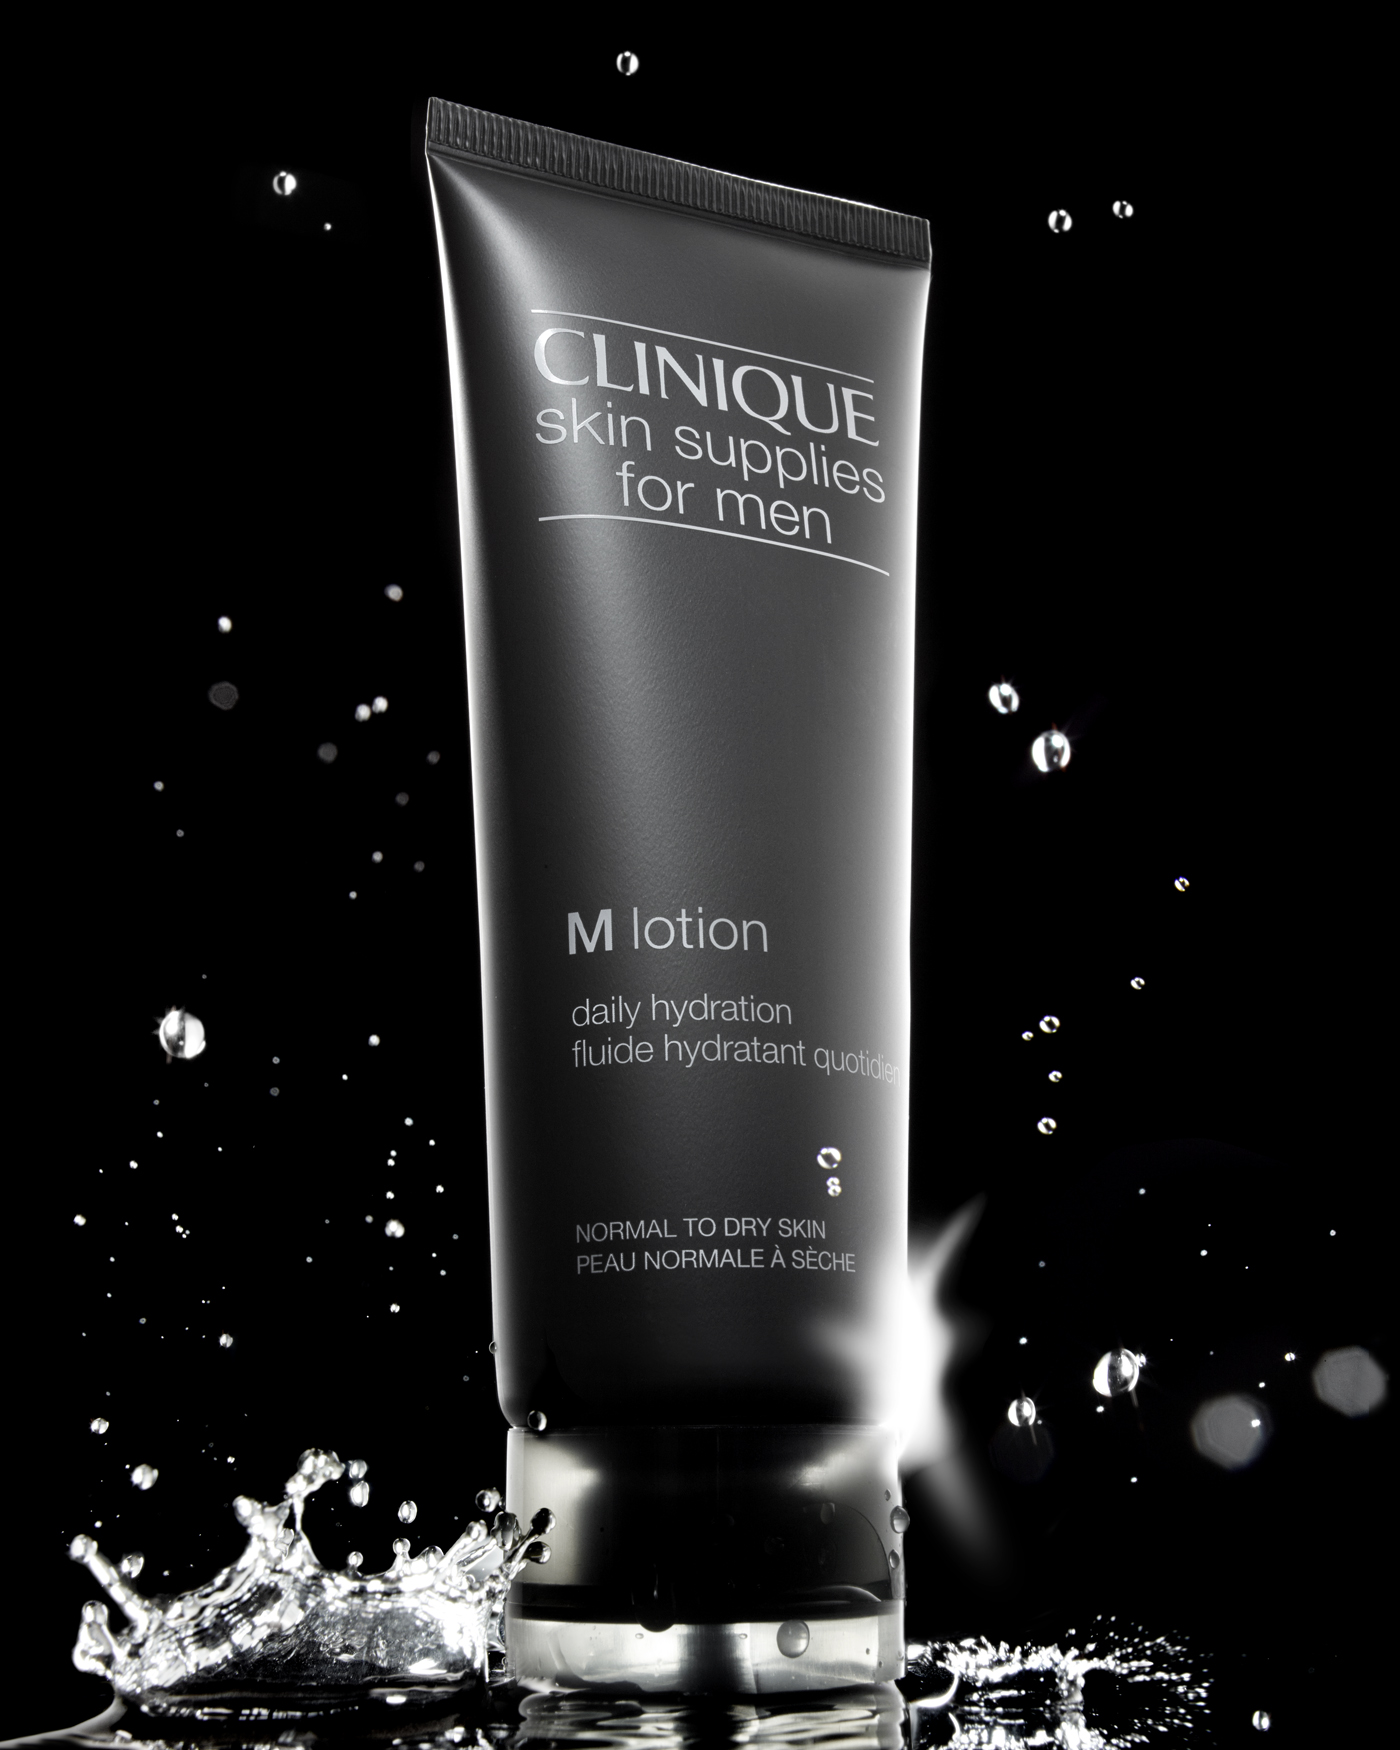 CLINIQUE
skin supplies
for men
M lotion
daily hydration
fluide hydratant quotidien
NORMAL TO DRY SKIN
PEAU NORMALE À SÈCHE